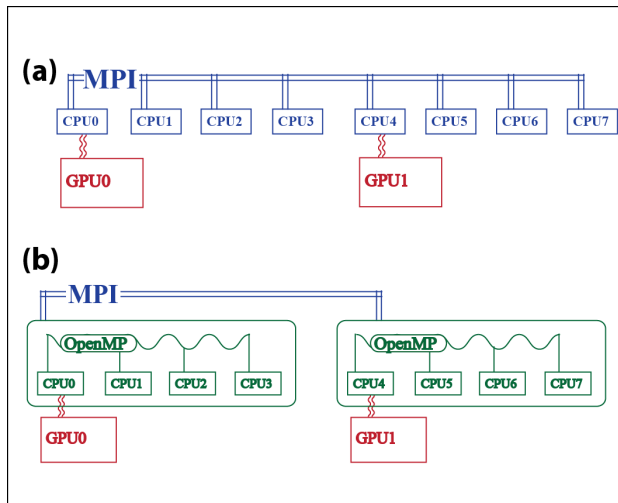 (a)
MPI
CPU0 CPU1 CPU2 CPU3 CPU4 CPU5 CPU6 CPU7
GPU0 GPU1
(b)
MPI
OpenMP OpenMP
CPU0 CPU1 CPU2 CPU3 CPU4 CPU5 CPU6 CPU7
GPU0 GPU1